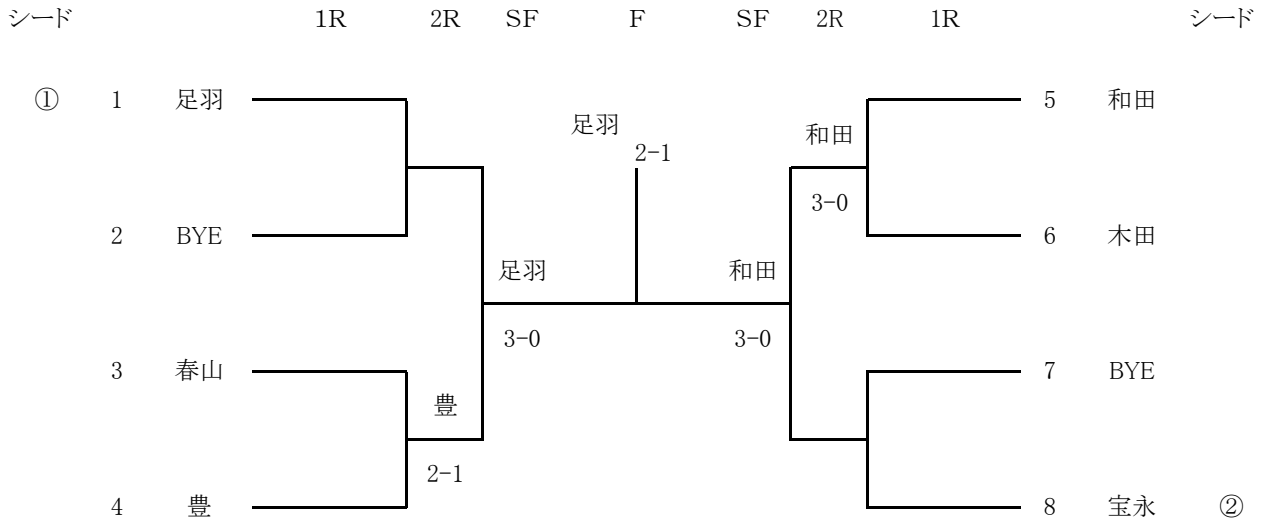 シード 1R 2R SF F SF 2R 1R シード
① 1 足羽 5 和田
足羽 和田
2-1
3-0
2 BYE 6 木田
足羽 和田
3-0 3-0
3 春山 7 BYE
豊
2-1
4 豊 8 宝永 ②